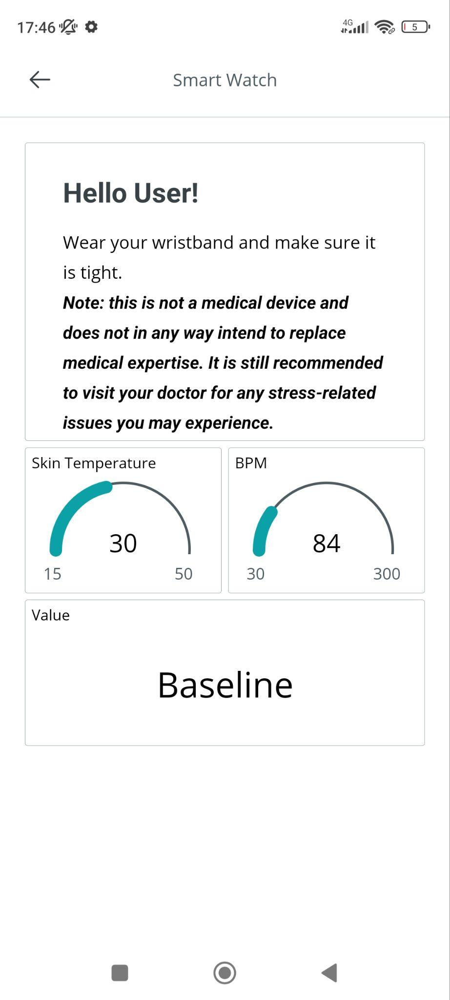 17:46
4G
5
Smart Watch
Hello User!
Wear your wristband and make sure it
is tight.
Note: this is not a medical device and
does not in any way intend to replace
medical expertise. It is still recommended
to visit your doctor for any stress-related
issues you may experience.
Skin Temperature
30
15
50
BPM
84
30
300
Value
Baseline